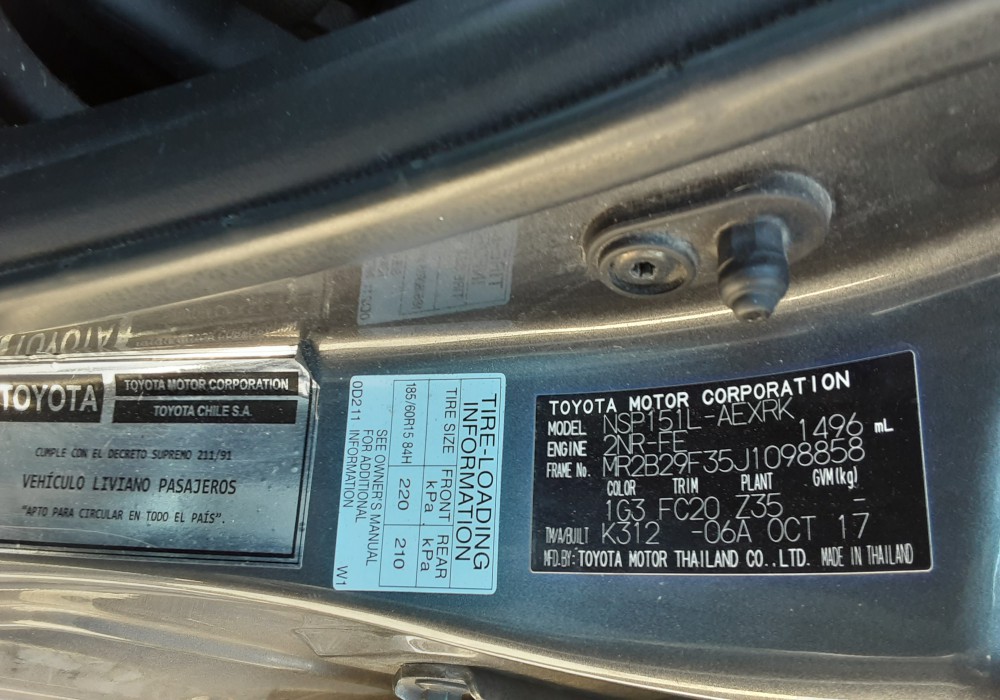 TOYOTA
TOYOTA MOTOR CORPORATION
TOYOTA CHILE S.A.
CUMPLE CON EL DECRETO SUPREMO 211/91
VEHÍCULO LIVIANO PASAJEROS
"APTO PARA CIRCULAR EN TODO EL PAÍS".
TIRE-LOADING
INFORMATION
TIRE SIZE FRONT REAR
kPa kPa
185/60R15 84H 220 210
SEE OWNER'S MANUAL
FOR ADDITIONAL
INFORMATION
0D211 W1
TOYOTA MOTOR CORPORATION
MODEL NSP151L-AEXRK
ENGINE 2NR-FE 1496 mL
FRAME No. MR2B29F35J1098858
COLOR TRIM PLANT GVM(kg)
1G3 FC20 Z35 -
TM/A/BUILT K312 -06A OCT 17
MFD.BY: TOYOTA MOTOR THAILAND CO.,LTD. MADE IN THAILAND